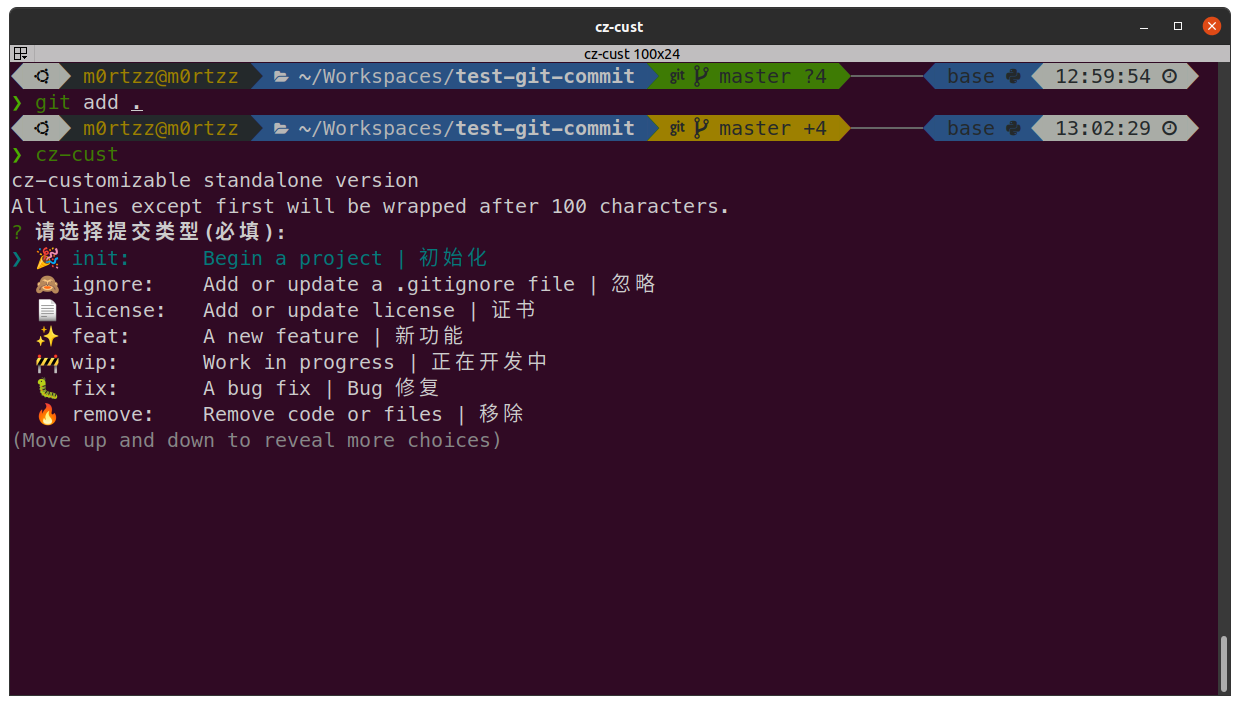 cz-cust
cz-cust 100x24
m0rtzz@m0rtzz ~/Workspaces/test-git-commit git master ?4 base 12:59:54
❯ git add .
m0rtzz@m0rtzz ~/Workspaces/test-git-commit git master +4 base 13:02:29
❯ cz-cust
cz-customizable standalone version
All lines except first will be wrapped after 100 characters.
? 请选择提交类型(必填):
❯ 🎉 init: Begin a project | 初始化
🙈 ignore: Add or update a .gitignore file | 忽略
📄 license: Add or update license | 证书
✨ feat: A new feature | 新功能
🚧 wip: Work in progress | 正在开发中
🐛 fix: A bug fix | Bug 修复
🔥 remove: Remove code or files | 移除
(Move up and down to reveal more choices)